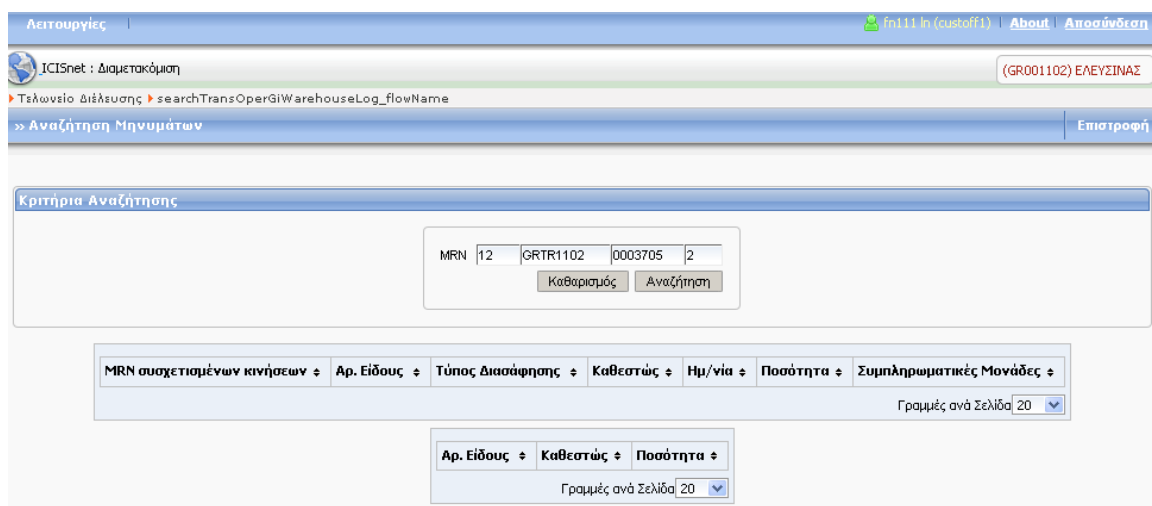 Λειτουργίες
fn111 ln (custoff1) About Αποσύνδεση
ICISnet : Διαμετακόμιση
(GR001102) ΕΛΕΥΣΙΝΑΣ
Τελωνείο Διέλευσης searchTransOperGiWarehouseLog_flowName
» Αναζήτηση Μηνυμάτων Επιστροφή
Κριτήρια Αναζήτησης
MRN 12 GRTR1102 0003705 2
Καθαρισμός Αναζήτηση
MRN συσχετισμένων κινήσεων Αρ. Είδους Τύπος Διασάφησης Καθεστώς Ημ/νία Ποσότητα Συμπληρωματικές Μονάδες
Γραμμές ανά Σελίδα 20
Αρ. Είδους Καθεστώς Ποσότητα
Γραμμές ανά Σελίδα 20